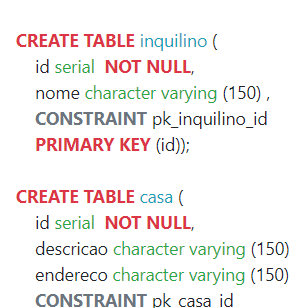 CREATE TABLE inquilino (
id serial NOT NULL,
nome character varying (150) ,
CONSTRAINT pk_inquilino_id
PRIMARY KEY (id));
CREATE TABLE casa (
id serial NOT NULL,
descricao character varying (150)
endereco character varying (150)
CONSTRAINT pk_casa_id